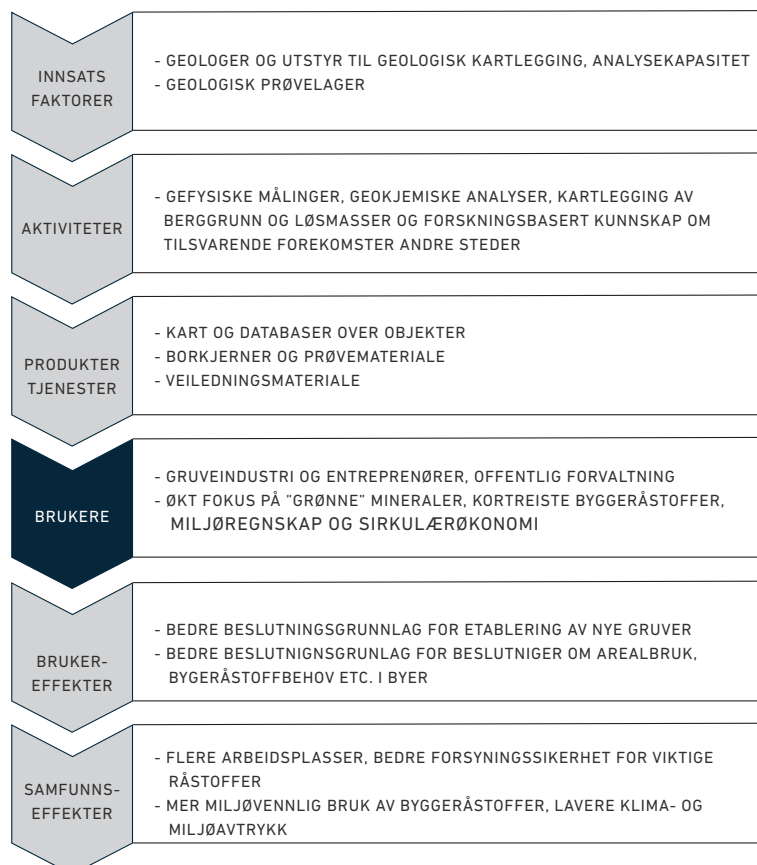 INNSATS
FAKTORER
- GEOLOGER OG UTSTYR TIL GEOLOGISK KARTLEGGING, ANALYSEKAPASITET
- GEOLOGISK PRØVELAGER
AKTIVITETER
- GEFYSISKE MÅLINGER, GEOKJEMISKE ANALYSER, KARTLEGGING AV
BERGGRUNN OG LØSMASSER OG FORSKNINGSBASERT KUNNSKAP OM
TILSVARENDE FOREKOMSTER ANDRE STEDER
PRODUKTER
TJENESTER
- KART OG DATABASER OVER OBJEKTER
- BORKJERNER OG PRØVEMATERIALE
- VEILEDNINGSMATERIALE
BRUKERE
- GRUVEINDUSTRI OG ENTREPRENØRER, OFFENTLIG FORVALTNING
- ØKT FOKUS PÅ "GRØNNE" MINERALER, KORTREISTE BYGGERÅSTOFFER,
MILJØREGNSKAP OG SIRKULÆRØKONOMI
BRUKER-
EFFEKTER
- BEDRE BESLUTNINGSGRUNNLAG FOR ETABLERING AV NYE GRUVER
- BEDRE BESLUTNIGNSGRUNLAG FOR BESLUTNIGER OM AREALBRUK,
BYGERÅSTOFFBEHOV ETC. I BYER
SAMFUNNS-
EFFEKTER
- FLERE ARBEIDSPLASSER, BEDRE FORSYNINGSSIKERHET FOR VIKTIGE
RÅSTOFFER
- MER MILJØVENNLIG BRUK AV BYGGERÅSTOFFER, LAVERE KLIMA- OG
MILJØAVTRYKK